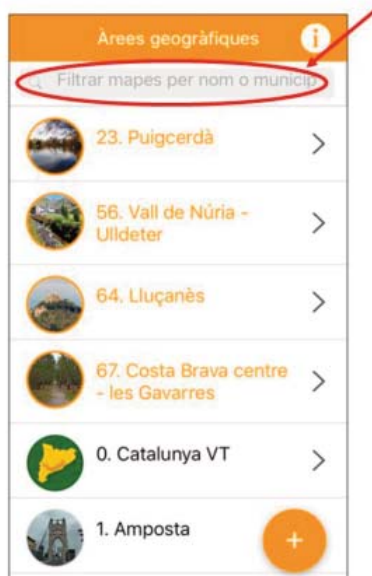 Àrees geogràfiques
i
Filtrar mapes per nom o municip
23. Puigcerdà
56. Vall de Núria -
Ulldeter
64. Lluçanès
67. Costa Brava centre
- les Gavarres
0. Catalunya VT
1. Amposta
+